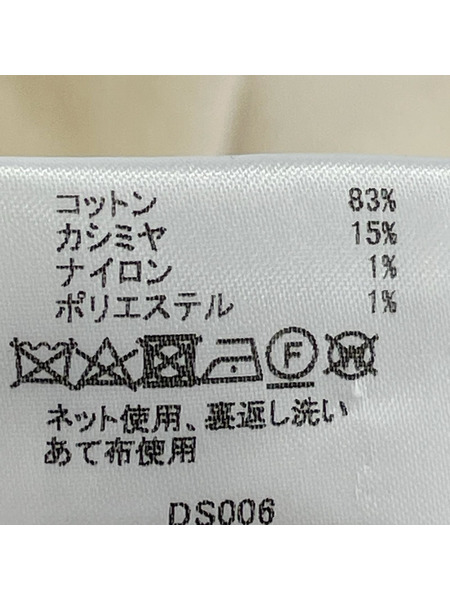 コットン 83%
カシミヤ 15%
ナイロン 1%
ポリエステル 1%
F W
ネット使用、裏返し洗い
あて布使用
DS006